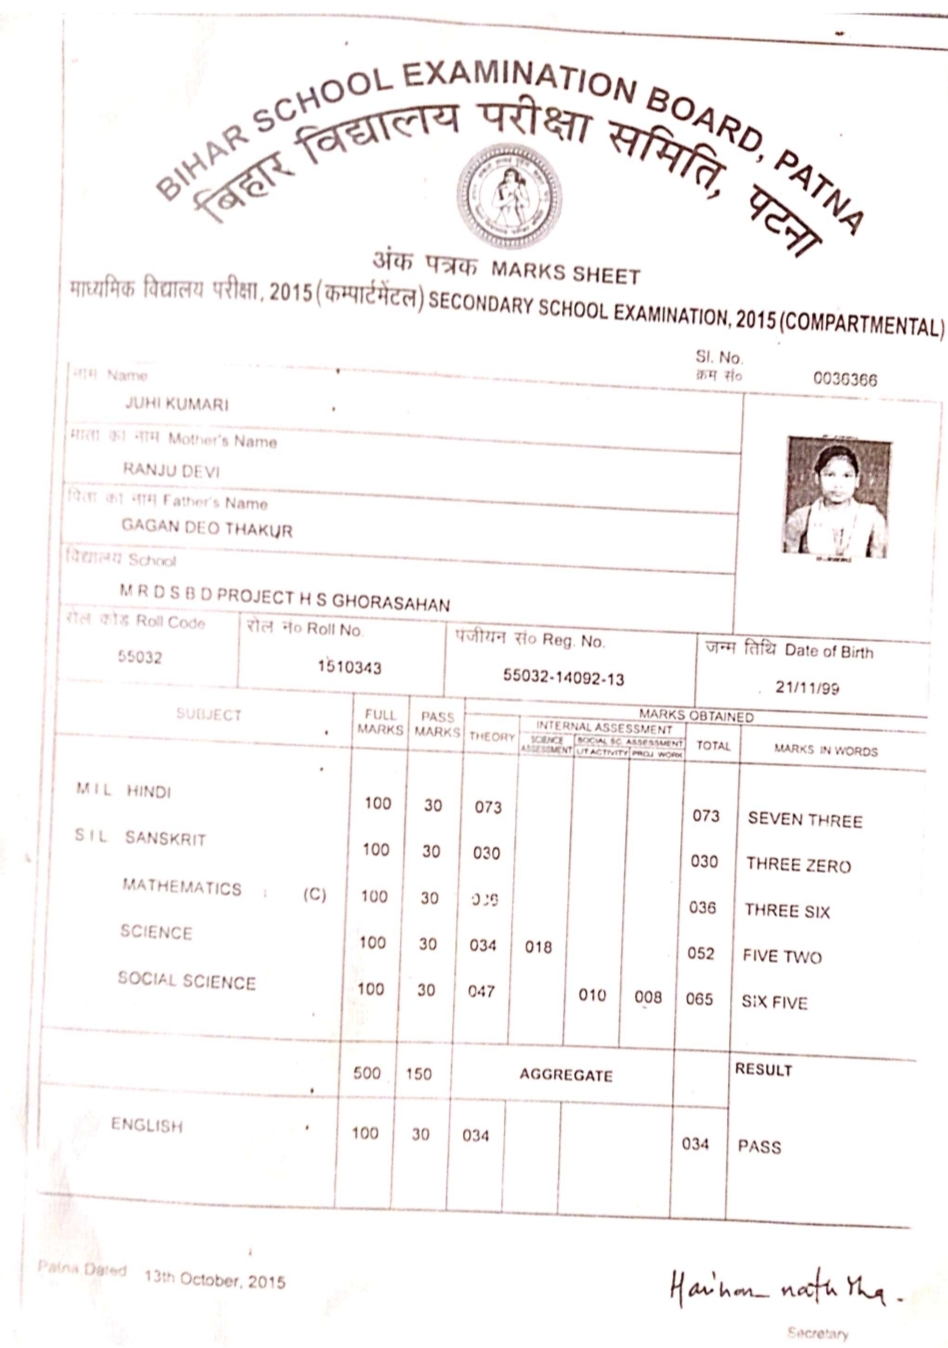 BIHAR SCHOOL EXAMINATION BOARD, PATNA
बिहार विद्यालय परीक्षा समिति, पटना
अंक पत्रक MARKS SHEET
माध्यमिक विद्यालय परीक्षा, 2015 (कम्पार्टमेंटल) SECONDARY SCHOOL EXAMINATION, 2015 (COMPARTMENTAL)
Sl. No.
क्रम सं० 0036366
नाम Name
JUHI KUMARI
माता का नाम Mother's Name
RANJU DEVI
पिता का नाम Father's Name
GAGAN DEO THAKUR
विद्यालय School
M R D S B D PROJECT H S GHORASAHAN
रोल कोड Roll Code रोल नं० Roll No. पंजीयन सं० Reg. No. जन्म तिथि Date of Birth
55032 1510343 55032-14092-13 21/11/99
SUBJECT FULL MARKS PASS MARKS MARKS OBTAINED
THEORY INTERNAL ASSESSMENT TOTAL MARKS IN WORDS
SCIENCE ASSESSMENT SOCIAL SC. ASSESSMENT
LIT ACTIVITY PROJ WORK
M I L HINDI 100 30 073 073 SEVEN THREE
S I L SANSKRIT 100 30 030 030 THREE ZERO
MATHEMATICS (C) 100 30 036 036 THREE SIX
SCIENCE 100 30 034 018 052 FIVE TWO
SOCIAL SCIENCE 100 30 047 010 008 065 SIX FIVE
500 150 AGGREGATE RESULT
ENGLISH 100 30 034 034 PASS
Patna Dated 13th October, 2015
Secretary